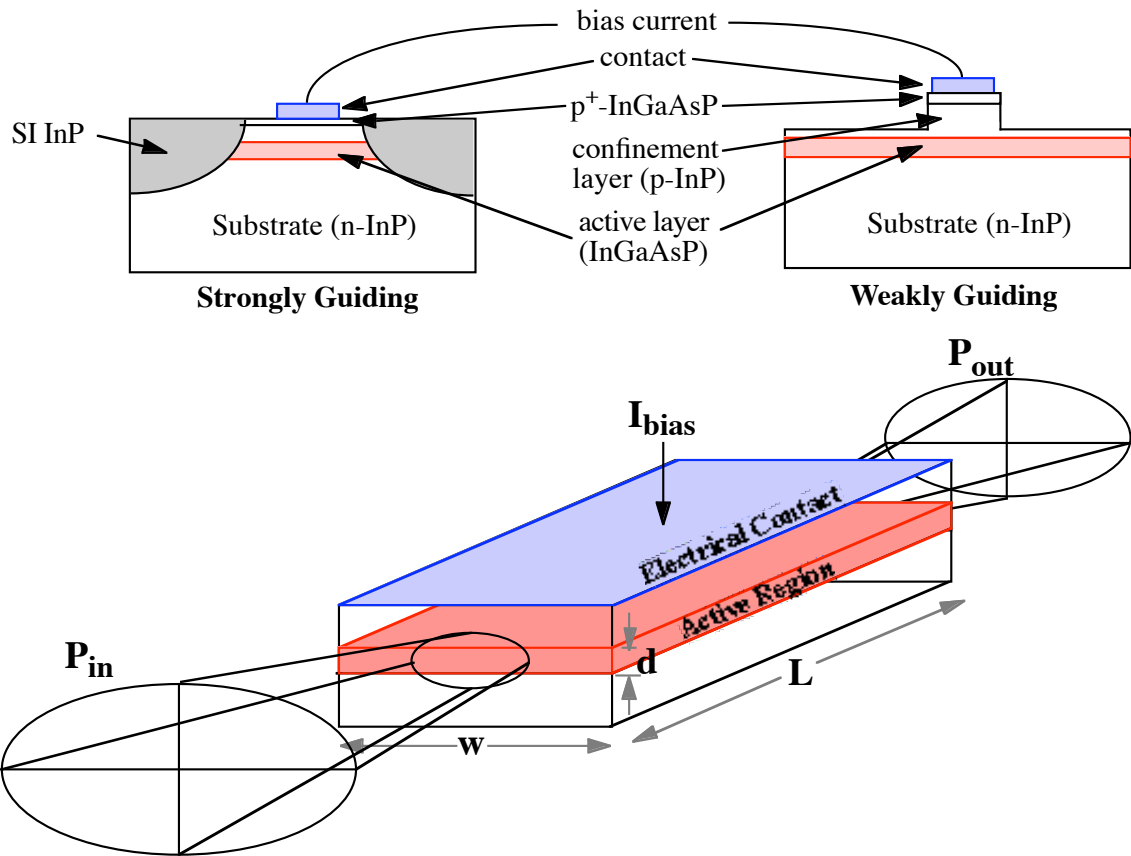 bias current
contact
p+-InGaAsP
SI InP
confinement
layer (p-InP)
Substrate (n-InP)
active layer
(InGaAsP)
Substrate (n-InP)
Strongly Guiding
Weakly Guiding
Pout
Ibias
Electrical Contact
Active Region
Pin
d
L
w